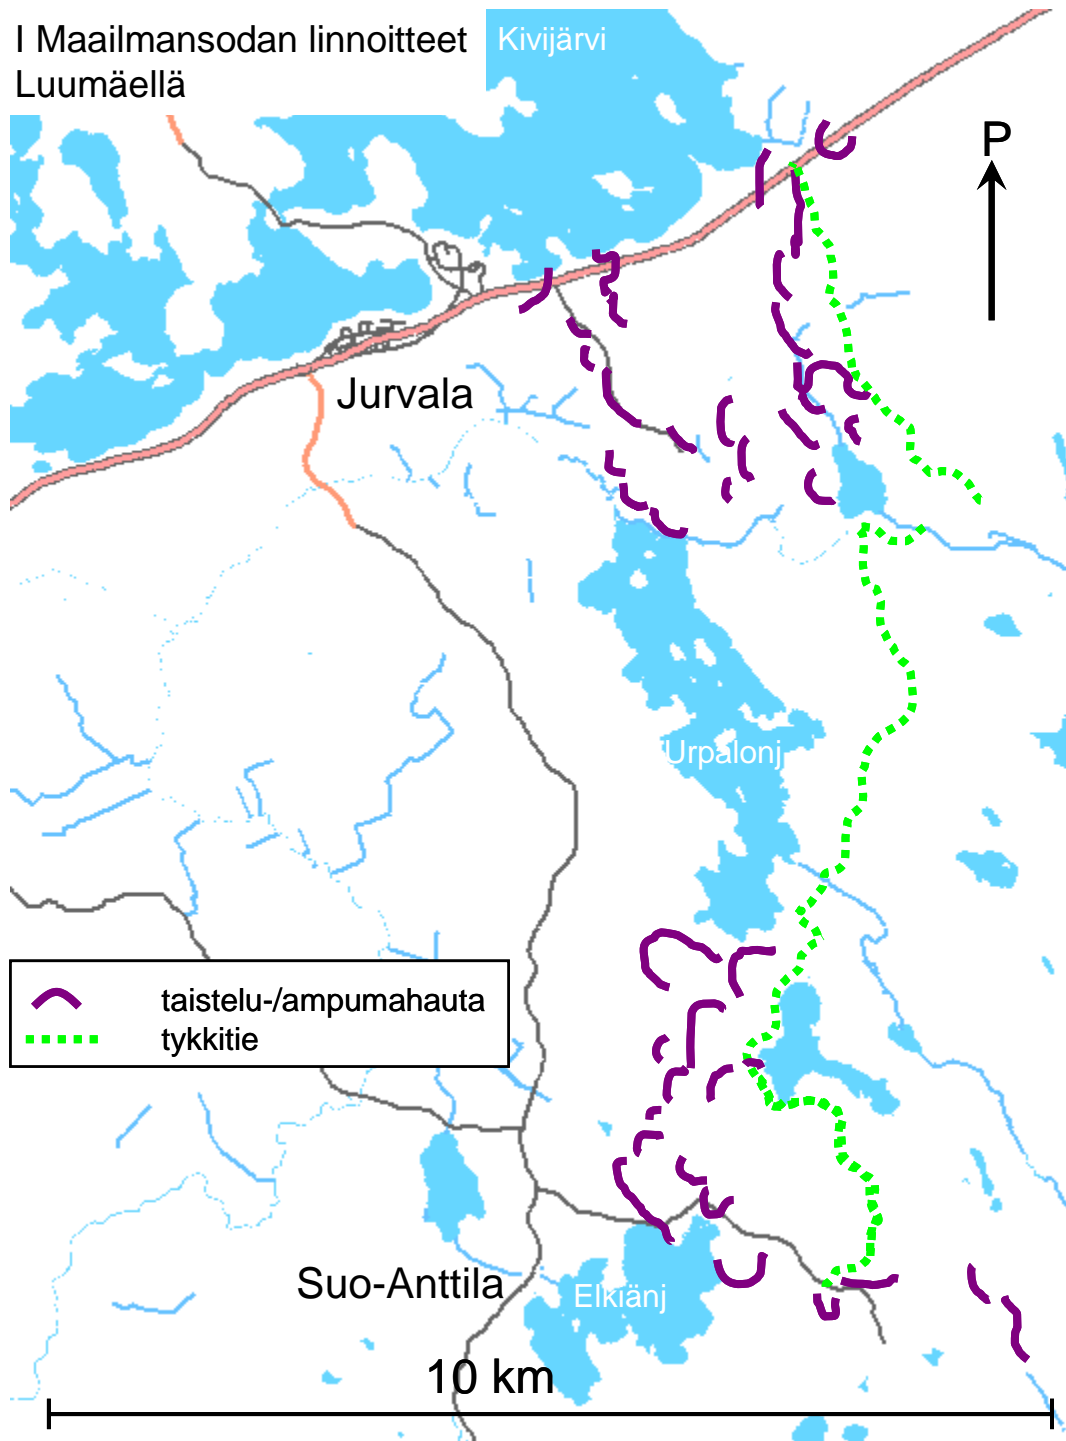 I Maailmansodan linnoitteet
Luumäellä
Kivijärvi
P
Jurvala
Urpalonj
taistelu-/ampumahauta
tykkitie
Suo-Anttila
Elkiänj
10 km